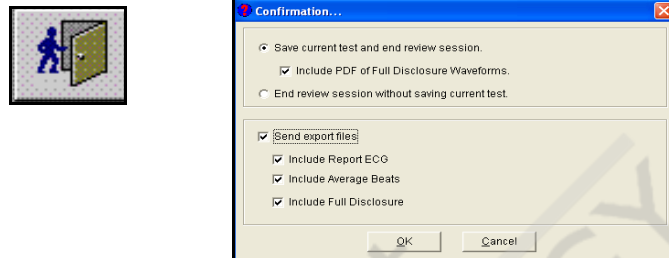 Confirmation...
Save current test and end review session.
Include PDF of Full Disclosure Waveforms.
End review session without saving current test.
Send export files
Include Report ECG
Include Average Beats
Include Full Disclosure
OK
Cancel